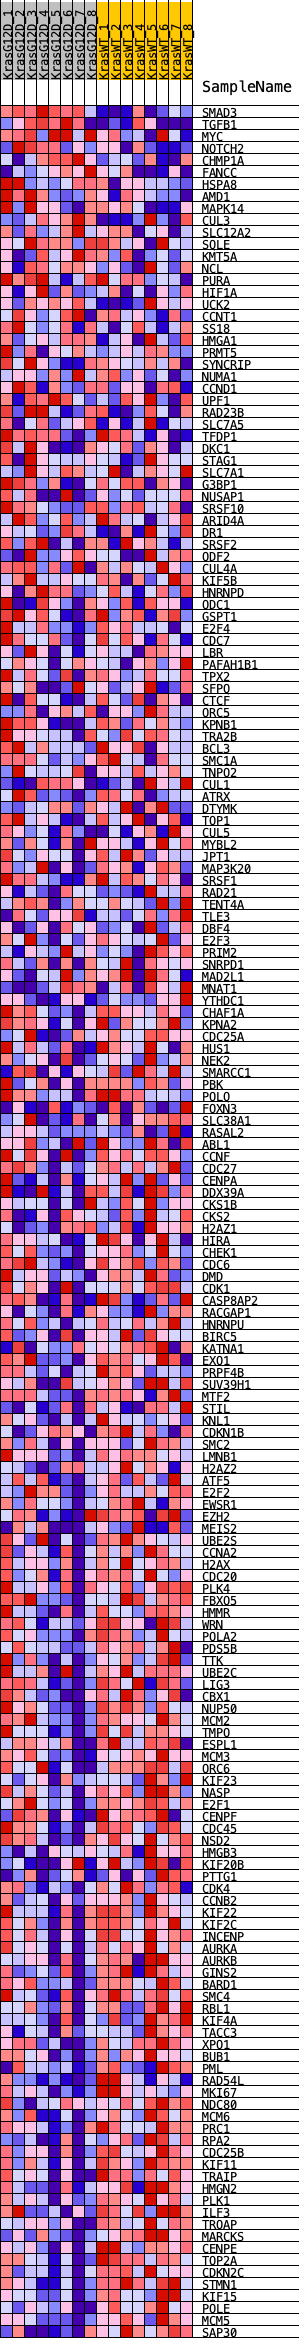 KrasG12D_1
KrasG12D_2
KrasG12D_3
KrasG12D_4
KrasG12D_5
KrasG12D_6
KrasG12D_7
KrasG12D_8
KrasWT_1
KrasWT_2
KrasWT_3
KrasWT_4
KrasWT_5
KrasWT_6
KrasWT_7
KrasWT_8
SampleName
SMAD3
TGFB1
MYC
NOTCH2
CHMP1A
FANCC
HSPA8
AMD1
MAPK14
CUL3
SLC12A2
SQLE
KMT5A
NCL
PURA
HIF1A
UCK2
CCNT1
SS18
HMGA1
PRMT5
SYNCRIP
NUMA1
CCND1
UPF1
RAD23B
SLC7A5
TFDP1
DKC1
STAG1
SLC7A1
G3BP1
NUSAP1
SRSF10
ARID4A
DR1
SRSF2
ODF2
CUL4A
KIF5B
HNRNPD
ODC1
GSPT1
E2F4
CDC7
LBR
PAFAH1B1
TPX2
SFPQ
CTCF
ORC5
KPNB1
TRA2B
BCL3
SMC1A
TNPO2
CUL1
ATRX
DTYMK
TOP1
CUL5
MYBL2
JPT1
MAP3K20
SRSF1
RAD21
TENT4A
TLE3
DBF4
E2F3
PRIM2
SNRPD1
MAD2L1
MNAT1
YTHDC1
CHAF1A
KPNA2
CDC25A
HUS1
NEK2
SMARCC1
PBK
POLQ
FOXN3
SLC38A1
RASAL2
ABL1
CCNF
CDC27
CENPA
DDX39A
CKS1B
CKS2
H2AZ1
HIRA
CHEK1
CDC6
DMD
CDK1
CASP8AP2
RACGAP1
HNRNPU
BIRC5
KATNA1
EXO1
PRPF4B
SUV39H1
MTF2
STIL
KNL1
CDKN1B
SMC2
LMNB1
H2AZ2
ATF5
E2F2
EWSR1
EZH2
MEIS2
UBE2S
CCNA2
H2AX
CDC20
PLK4
FBXO5
HMMR
WRN
POLA2
PDS5B
TTK
UBE2C
LIG3
CBX1
NUP50
MCM2
TMPO
ESPL1
MCM3
ORC6
KIF23
NASP
E2F1
CENPF
CDC45
NSD2
HMGB3
KIF20B
PTTG1
CDK4
CCNB2
KIF22
KIF2C
INCENP
AURKA
AURKB
GINS2
BARD1
SMC4
RBL1
KIF4A
TACC3
XPO1
BUB1
PML
RAD54L
MKI67
NDC80
MCM6
PRC1
RPA2
CDC25B
KIF11
TRAIP
HMGN2
PLK1
ILF3
TROAP
MARCKS
CENPE
TOP2A
CDKN2C
STMN1
KIF15
POLE
MCM5
SAP30